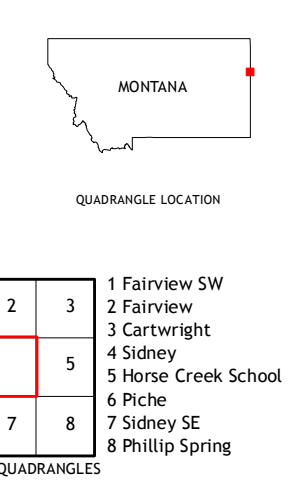 MONTANA
QUADRANGLE LOCATION
2 3
5
7 8
1 Fairview SW
2 Fairview
3 Cartwright
4 Sidney
5 Horse Creek School
6 Piche
7 Sidney SE
8 Phillip Spring
QUADRANGLES